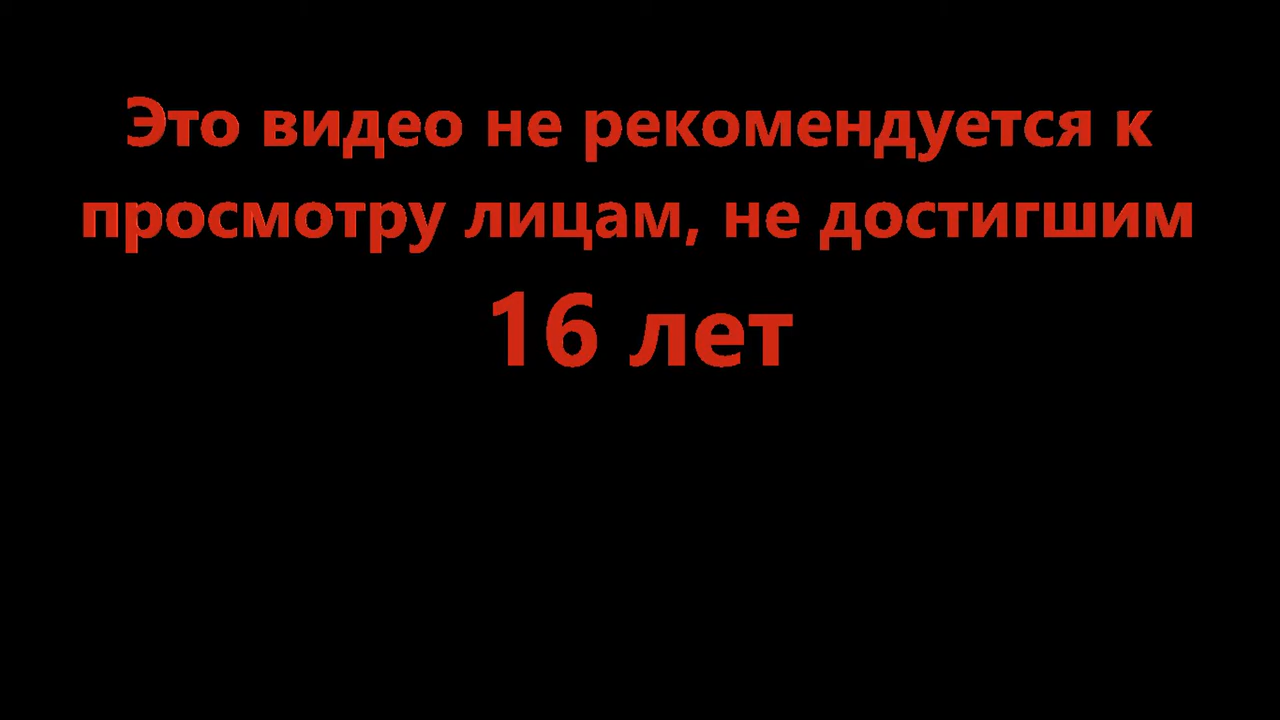 Это видео не рекомендуется к
просмотру лицам, не достигшим
16 лет